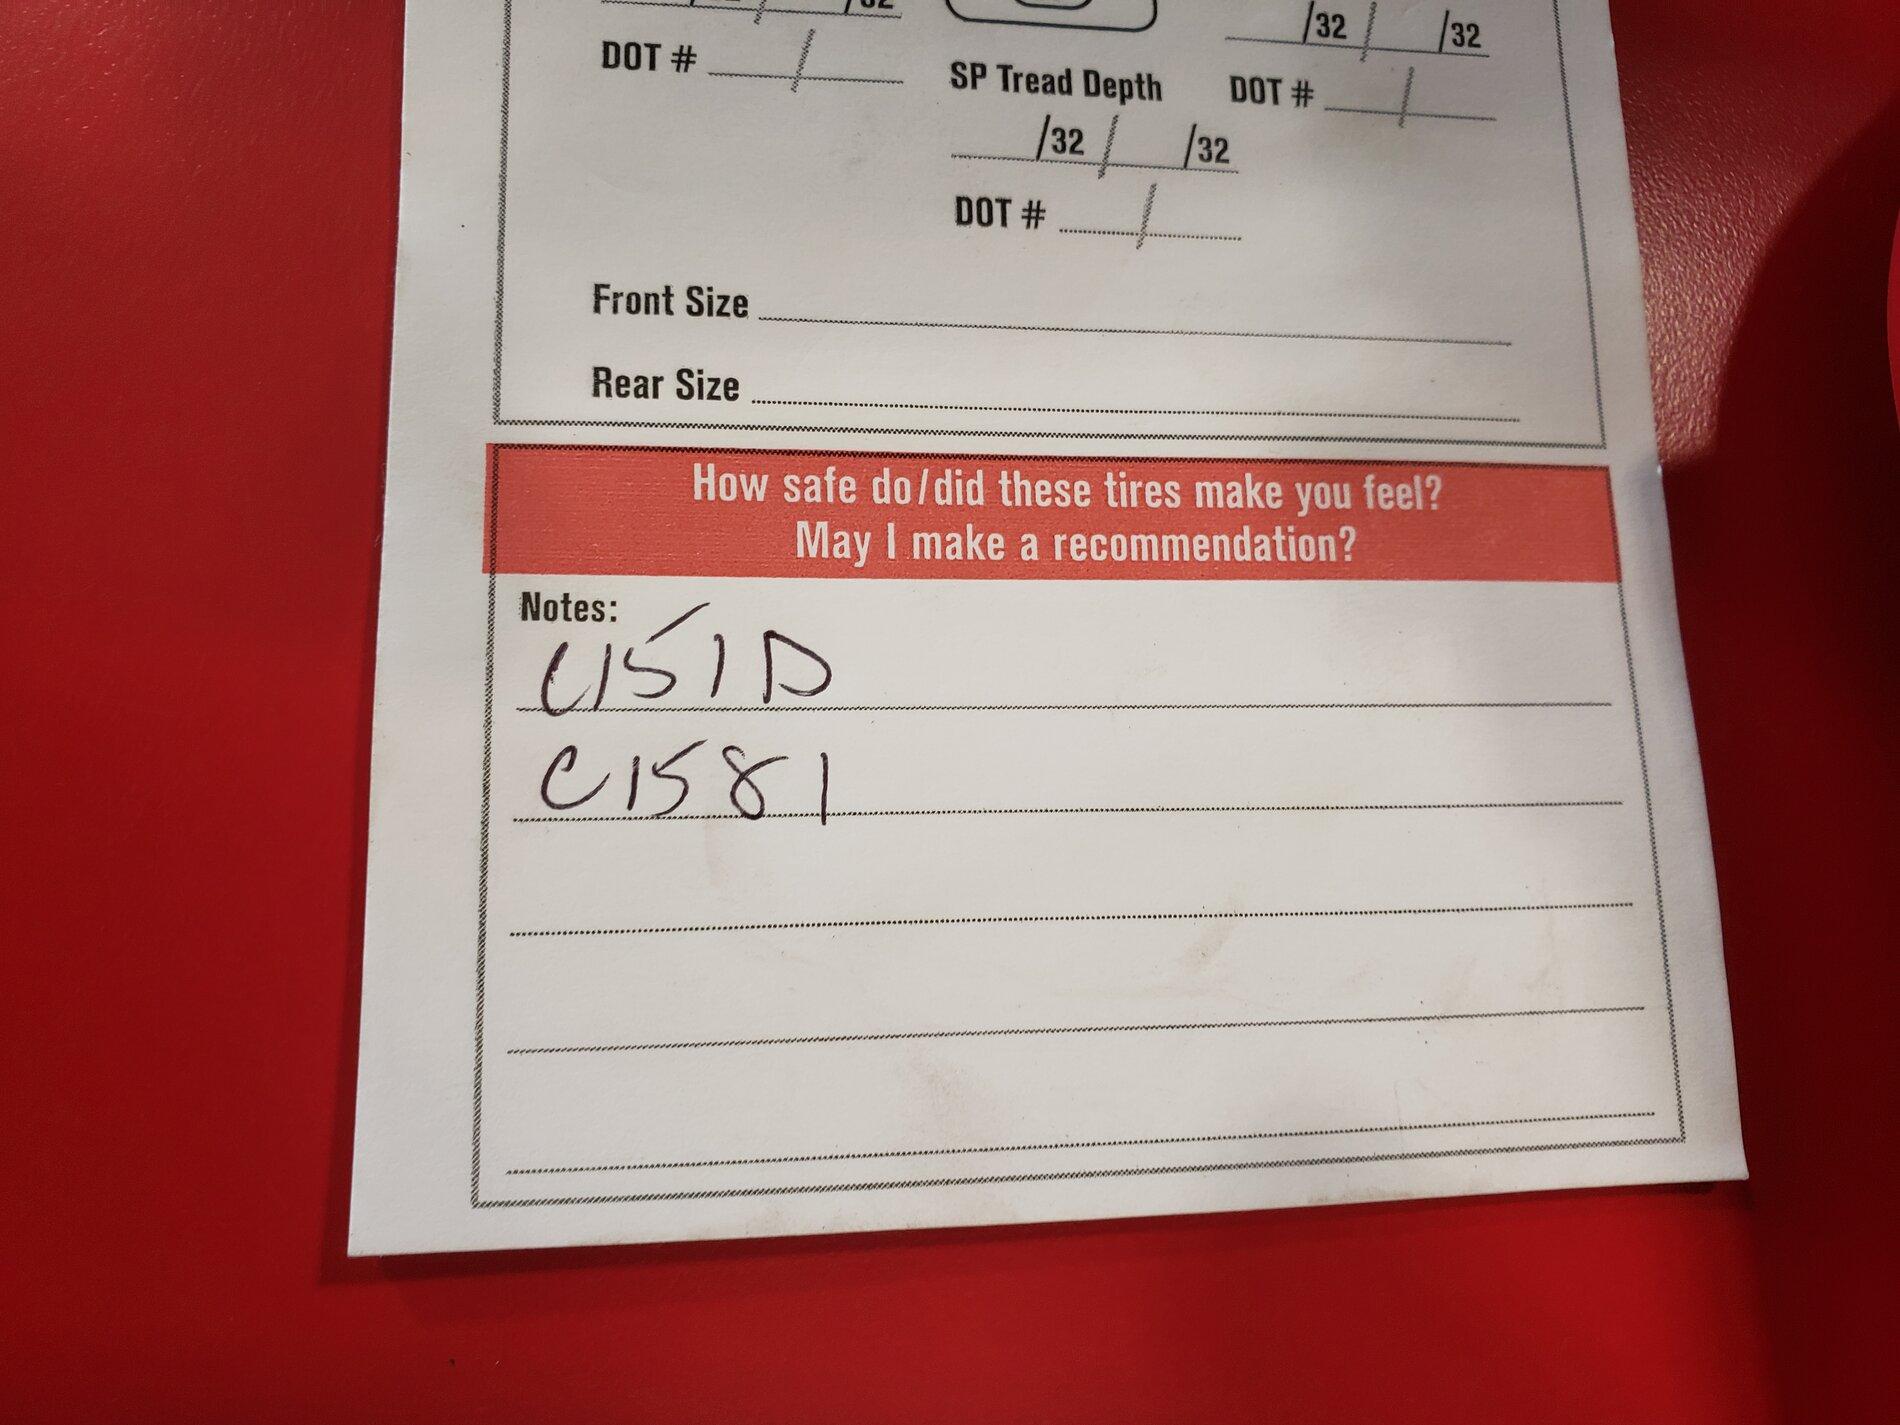 /32
/32 /32
DOT # /
SP Tread Depth
DOT # /
/32 / /32
DOT # /
Front Size
Rear Size
How safe do/did these tires make you feel?
May I make a recommendation?
Notes:
C151D
C1581